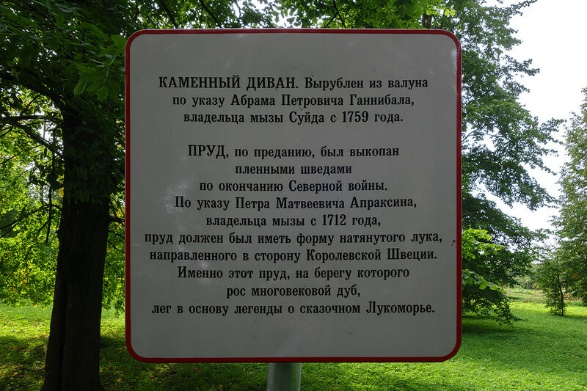 КАМЕННЫЙ ДИВАН. Вырублен из валуна
по указу Абрама Петровича Ганнибала,
владельца мызы Суйда с 1759 года.
ПРУД, по преданию, был выкопан
пленными шведами
по окончанию Северной войны.
По указу Петра Матвеевича Апраксина,
владельца мызы с 1712 года,
пруд должен был иметь форму натянутого лука,
направленного в сторону Королевской Швеции.
Именно этот пруд, на берегу которого
рос многовековой дуб,
лег в основу легенды о сказочном Лукоморье.